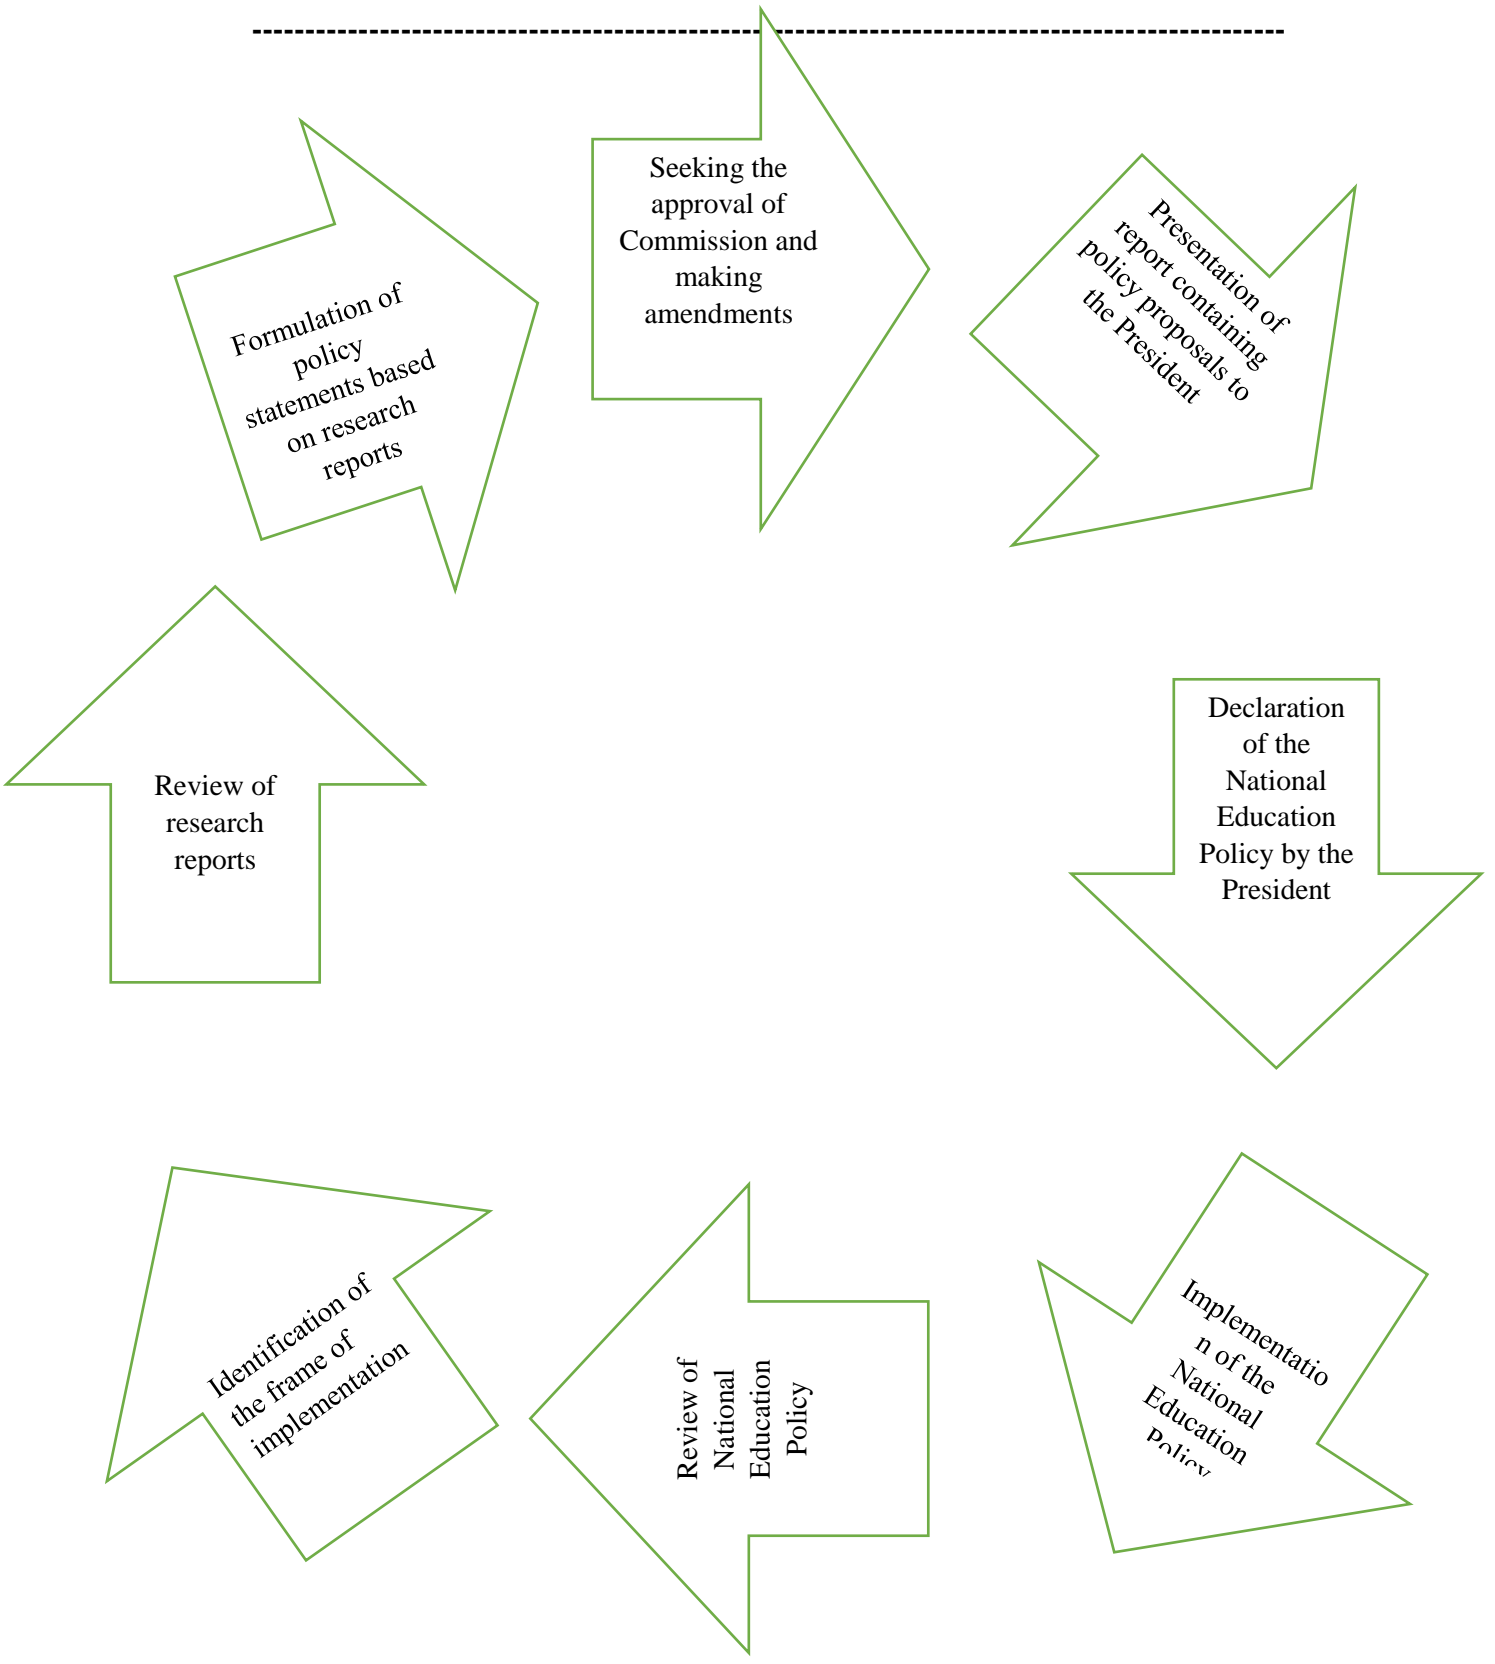 Seeking the
approval of
Commission and
making
amendments
Presentation of
report containing
policy proposals to
the President
Declaration
of the
National
Education
Policy by the
President
Implementatio
n of the
National
Education
Policy
Review of
National
Education
Policy
Identification of
the frame of
implementation
Review of
research
reports
Formulation of
policy
statements based
on research
reports